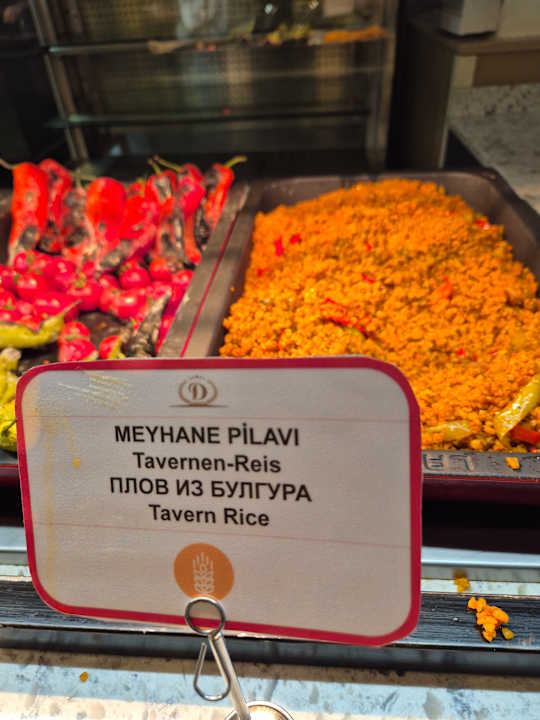 D
MEYHANE PİLAVI
Tavernen-Reis
ПЛОВ ИЗ БУЛГУРА
Tavern Rice